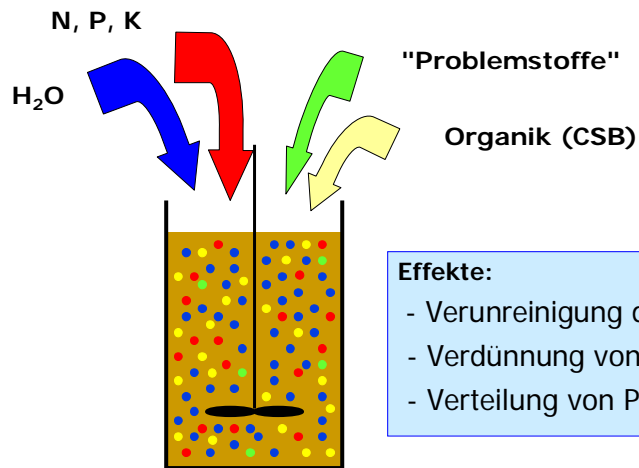 N, P, K
"Problemstoffe"
H₂O
Organik (CSB)
Effekte:
- Verunreinigung
- Verdünnung von
- Verteilung von